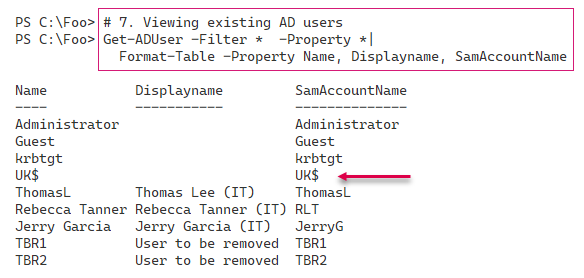 PS C:\Foo> # 7. Viewing existing AD users
PS C:\Foo> Get-ADUser -Filter *  -Property *|
  Format-Table -Property Name, Displayname, SamAccountName
Name           Displayname         SamAccountName
----           -----------         --------------
Administrator                      Administrator
Guest                              Guest
krbtgt                             krbtgt
UK$                                UK$
ThomasL        Thomas Lee (IT)     ThomasL
Rebecca Tanner Rebecca Tanner (IT) RLT
Jerry Garcia   Jerry Garcia (IT)   JerryG
TBR1           User to be removed  TBR1
TBR2           User to be removed  TBR2